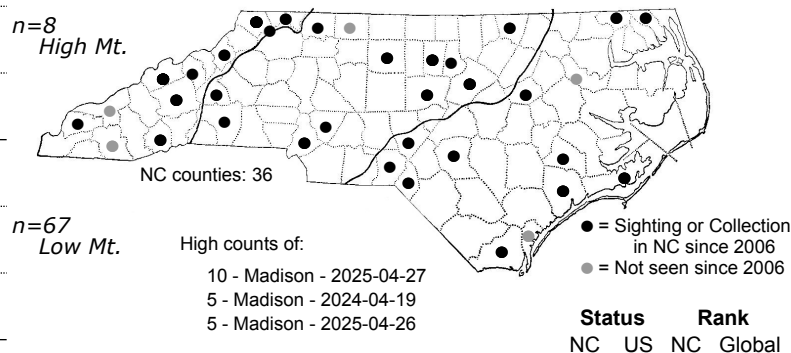 n=8
High Mt.
NC counties: 36
n=67
Low Mt.
High counts of:
10 - Madison - 2025-04-27
5 - Madison - 2024-04-19
5 - Madison - 2025-04-26
= Sighting or Collection
in NC since 2006
= Not seen since 2006
Status Rank
NC US NC Global